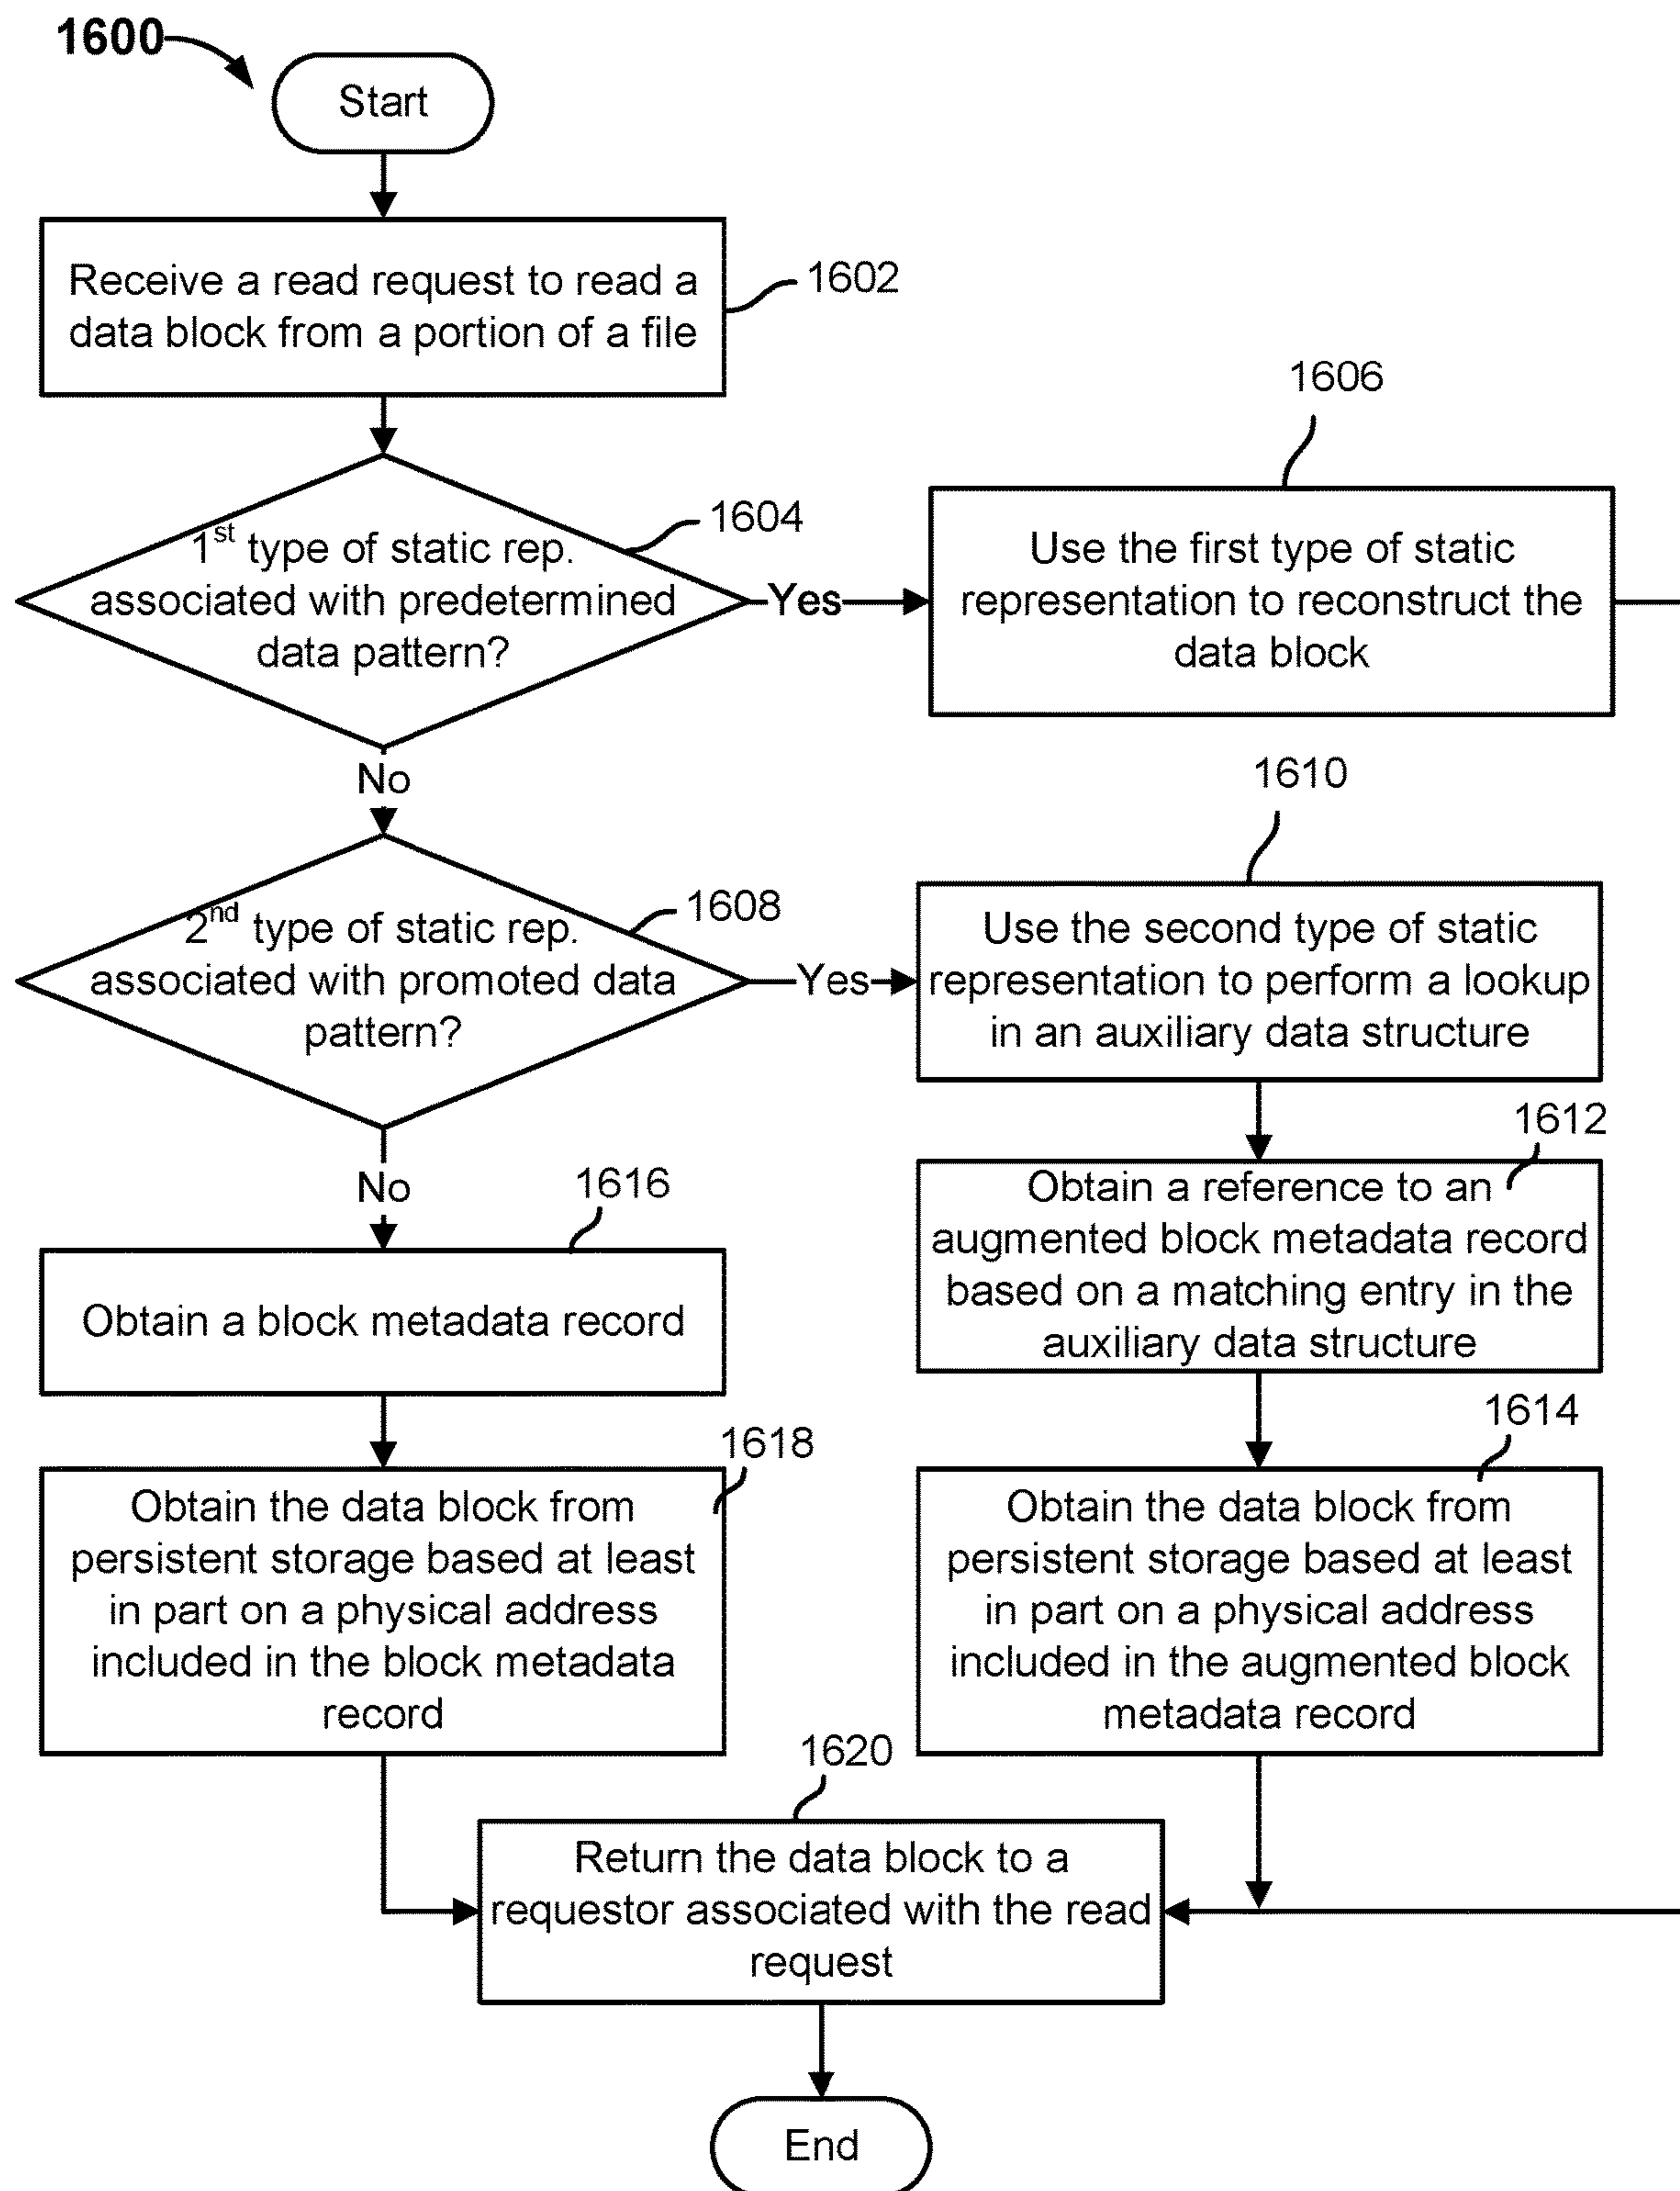 1600
Start
Receive a read request to read a
data block from a portion of a file
1602
1st type of static rep.
associated with predetermined
data pattern?
1604
Yes
1606
Use the first type of static
representation to reconstruct the
data block
No
2nd type of static rep.
associated with promoted data
pattern?
1608
Yes
1610
Use the second type of static
representation to perform a lookup
in an auxiliary data structure
1612
Obtain a reference to an
augmented block metadata record
based on a matching entry in the
auxiliary data structure
No
1616
Obtain a block metadata record
1618
Obtain the data block from
persistent storage based at least
in part on a physical address
included in the block metadata
record
1614
Obtain the data block from
persistent storage based at least
in part on a physical address
included in the augmented block
metadata record
1620
Return the data block to a
requestor associated with the read
request
End